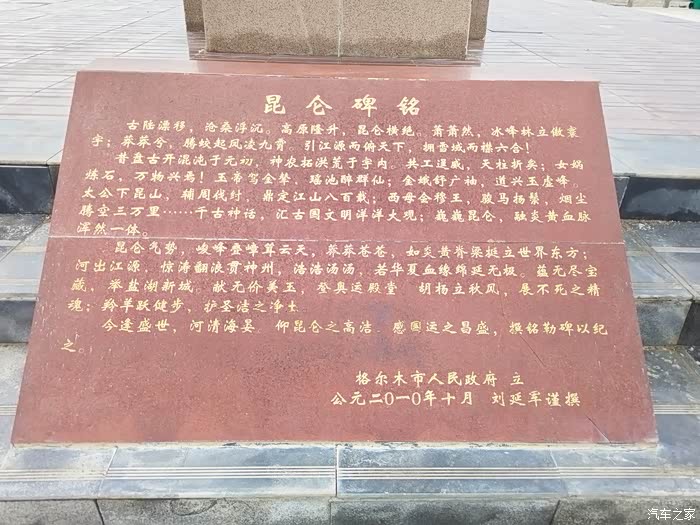 昆仑碑铭
古陆漂移，沧桑浮沉。高原隆升，昆仑横绝。萧萧然，冰峰林立傲寰
宇；莽莽兮，腾蛟起风凌九霄。引江源而俯天下，拥雪域而襟六合！
昔盘古开混沌于元初，神农拓洪荒于宇内。共工逞威，天柱折矣；女娲
炼石，万物兴焉！玉帝驾金辇，瑶池醉群仙；金娥舒广袖，道兴玉虚峰。
太公下昆山，辅周伐纣，鼎定江山八百载；西母会穆王，骏马扬鬃，烟尘
腾空三万里……千古神话，汇古国文明洋洋大观；巍巍昆仑，融炎黄血脉
浑然一体。
昆仑气势，峻峰叠嶂耸云天，莽莽苍苍，如炎黄脊梁挺立世界东方；
河出江源，惊涛翻浪贯神州，浩浩汤汤，若华夏血缘绵延无极。蕴无尽宝
藏，举盐湖新城，献无价美玉，登奥运殿堂 胡杨立秋风，展不死之精
魂；羚羊跃健步，护圣洁之净土
今逢盛世，河清海晏。仰昆仑之高洁，感国运之昌盛，撰铭勒碑以纪
之。
格尔木市人民政府 立
公元二〇一〇年十月 刘延军谨撰
汽车之家